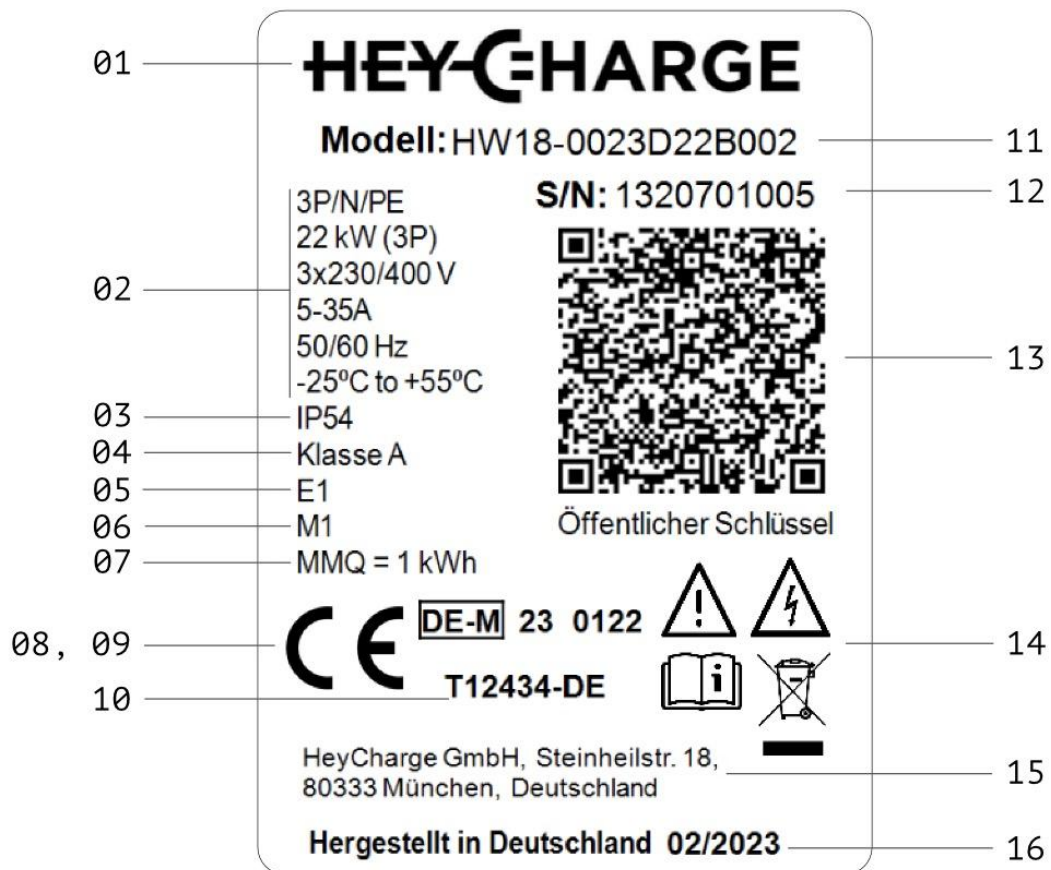 01
HEYCHARGE
Modell: HW18-0023D22B002
11
S/N: 1320701005
12
02
3P/N/PE
22 kW (3P)
3x230/400 V
5-35A
50/60 Hz
-25ºC to +55ºC
13
03
IP54
04
Klasse A
05
E1
06
M1
07
MMQ = 1 kWh
Öffentlicher Schlüssel
08, 09
CE DE-M 23 0122
14
10
T12434-DE
HeyCharge GmbH, Steinheilstr. 18,
80333 München, Deutschland
15
Hergestellt in Deutschland 02/2023
16